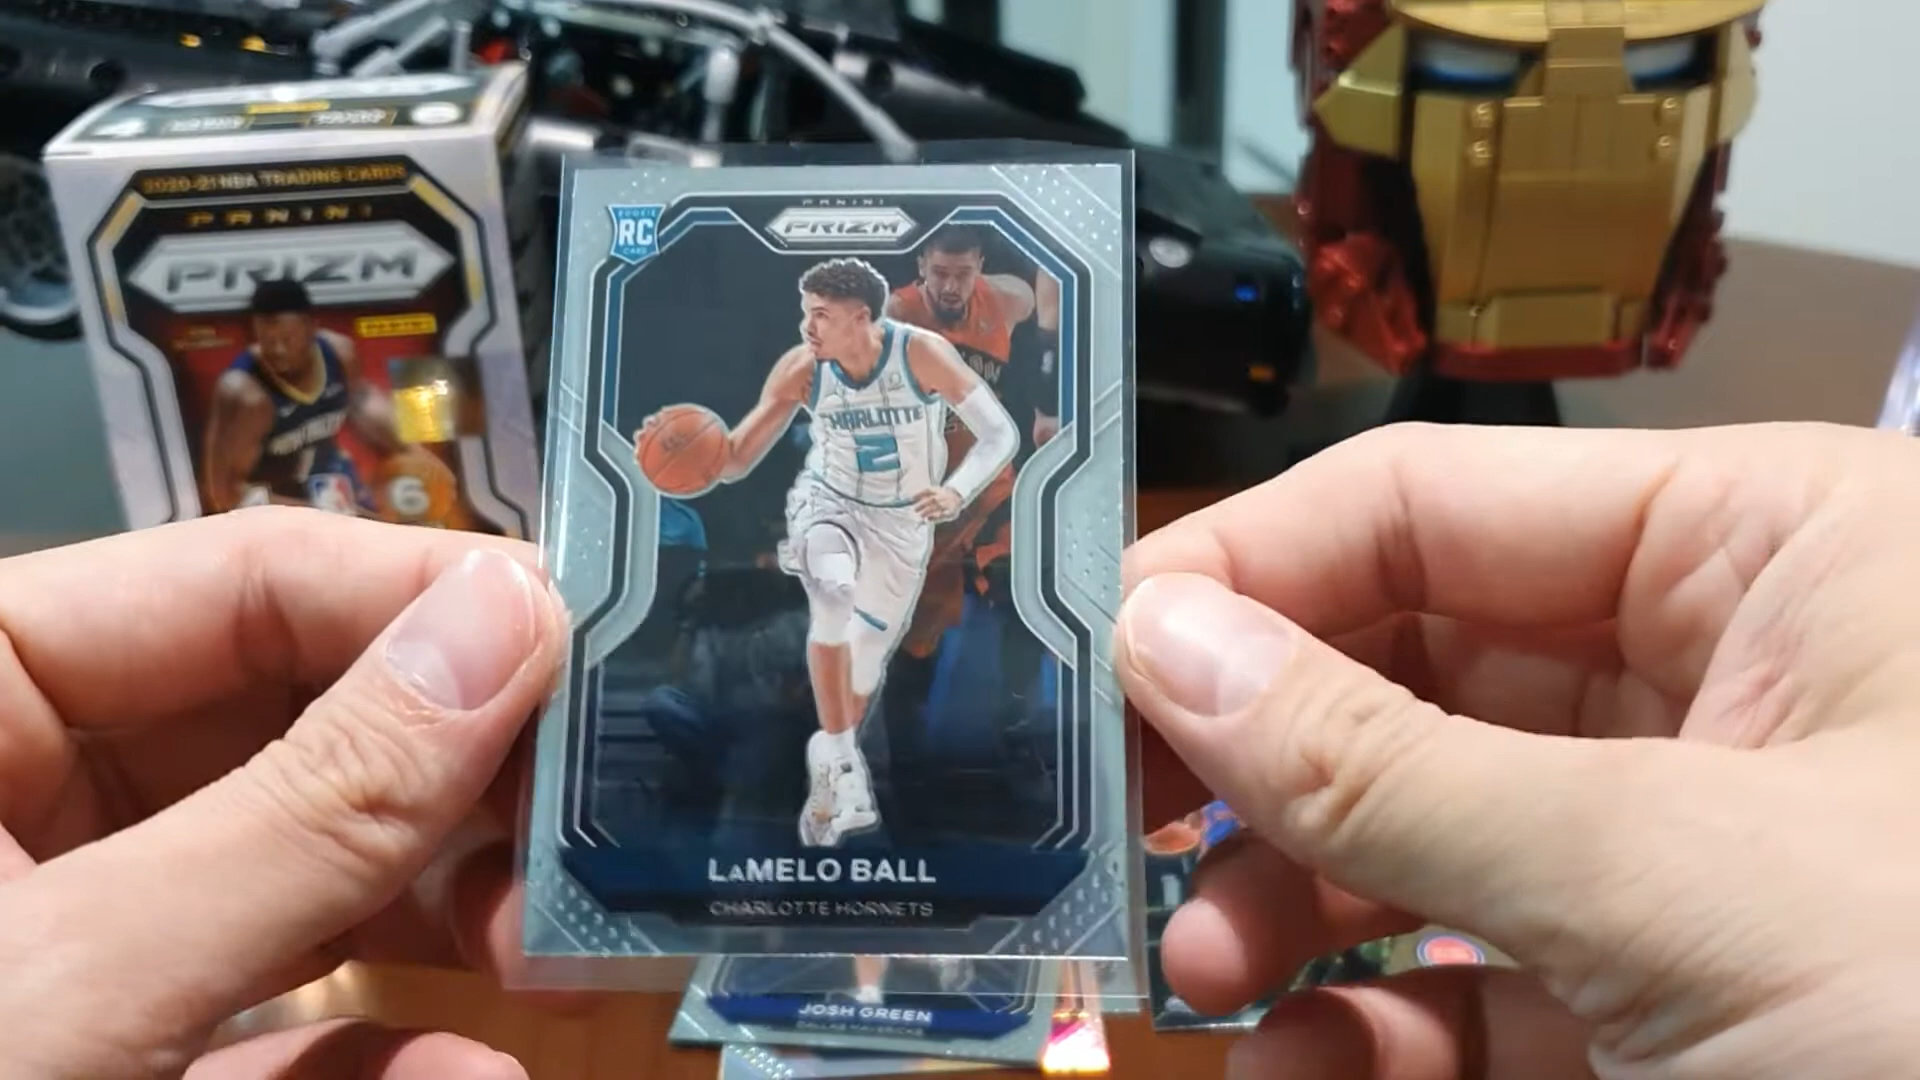 2020-21 NBA TRADING CARDS
PANINI
PRIZM
6
ROOKIE
RC
CARD
PANINI
PRIZM
CHARLOTTE
2
LaMELO BALL
CHARLOTTE HORNETS
JOSH GREEN
DALLAS MAVERICKS